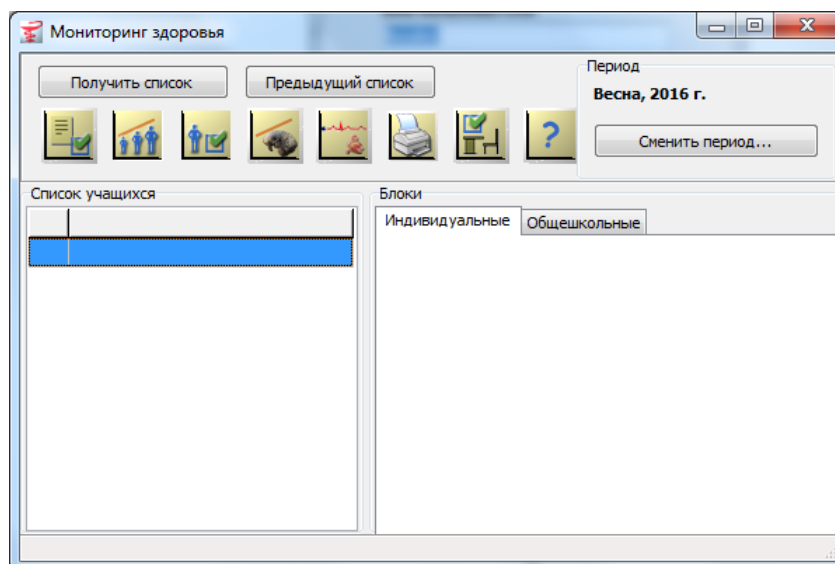 Мониторинг здоровья
Получить список
Предыдущий список
Период
Весна, 2016 г.
Сменить период...
?
Список учащихся
Блоки
Индивидуальные
Общешкольные